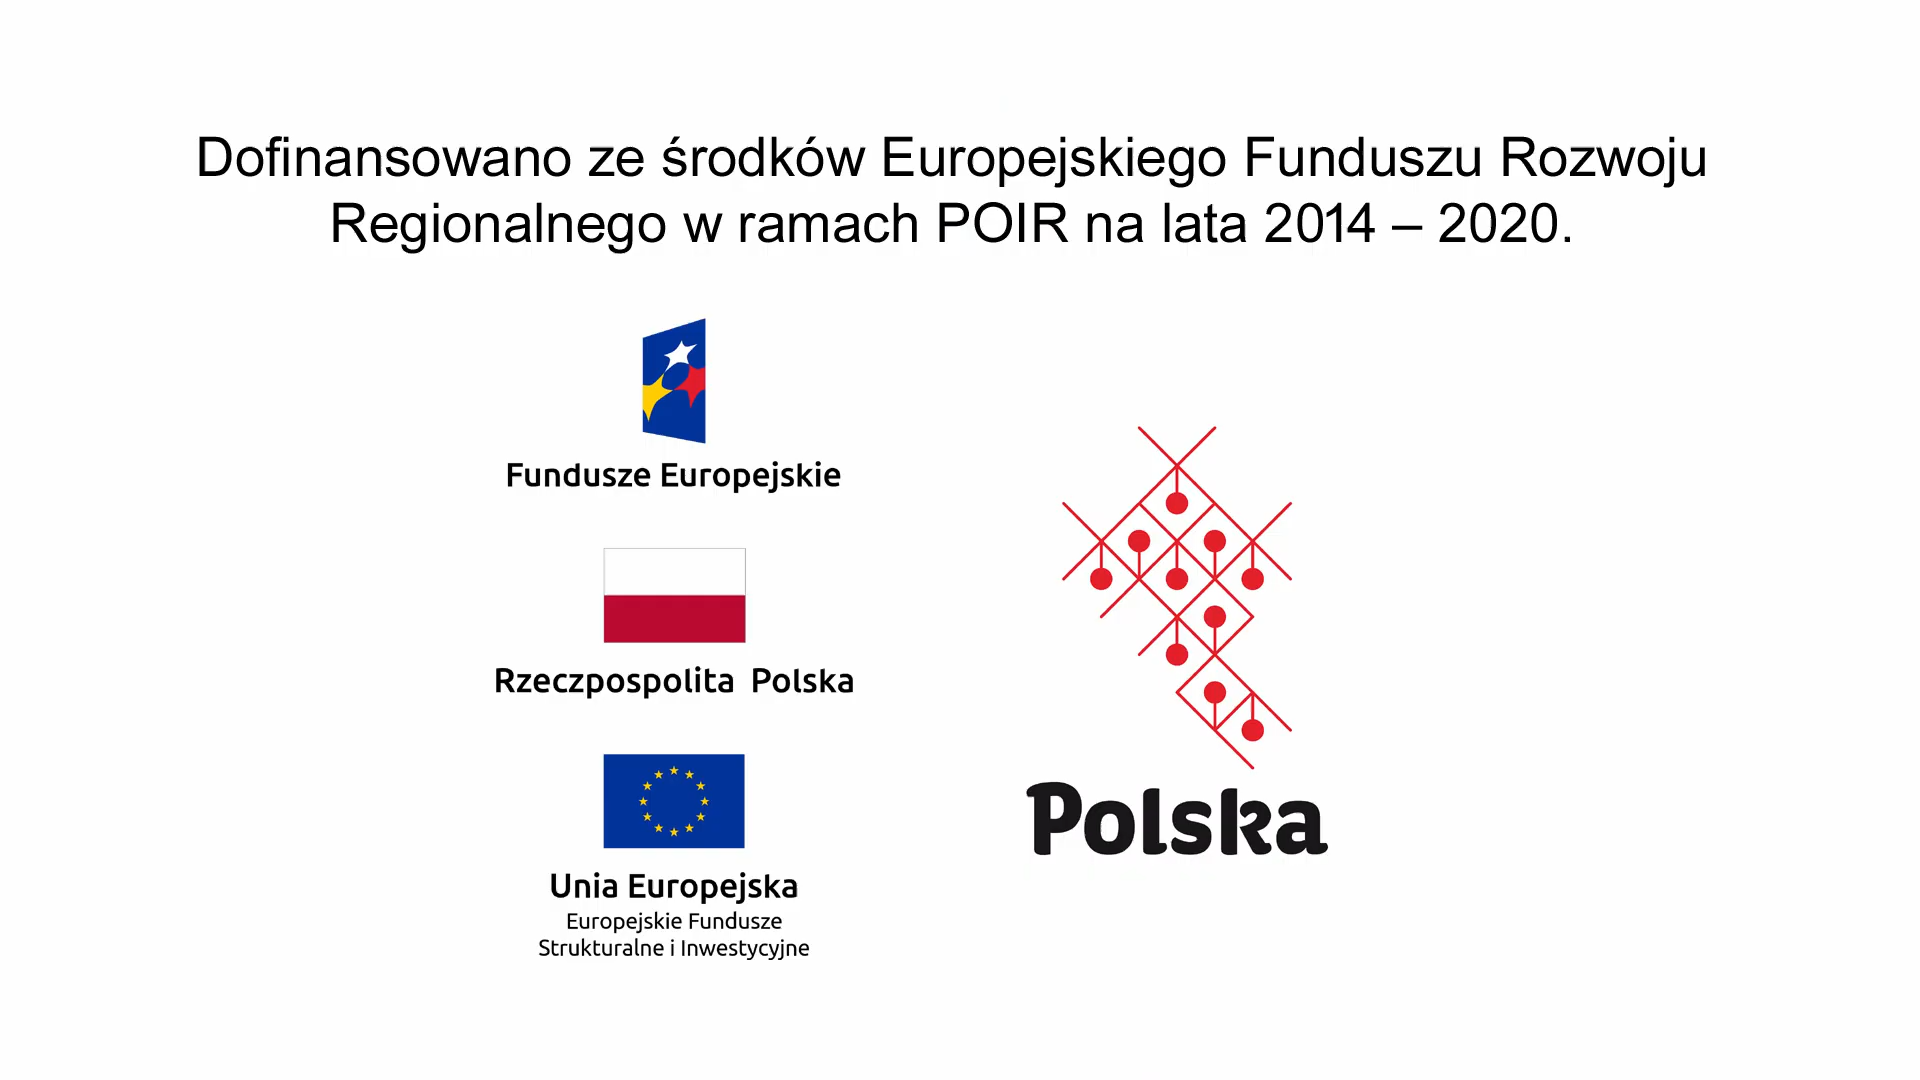 Dofinansowano ze środków Europejskiego Funduszu Rozwoju
Regionalnego w ramach POIR na lata 2014 – 2020.
Fundusze Europejskie
Rzeczpospolita Polska
Unia Europejska
Europejskie Fundusze
Strukturalne i Inwestycyjne
Polska